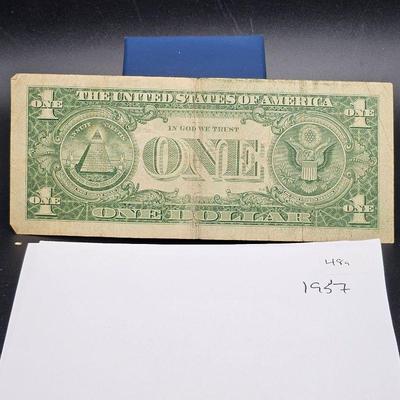 1 THE UNITED STATES OF AMERICA 1
ONE ONE
IN GOD WE TRUST
ONE
1 1
ONE ONE DOLLAR ONE
1957